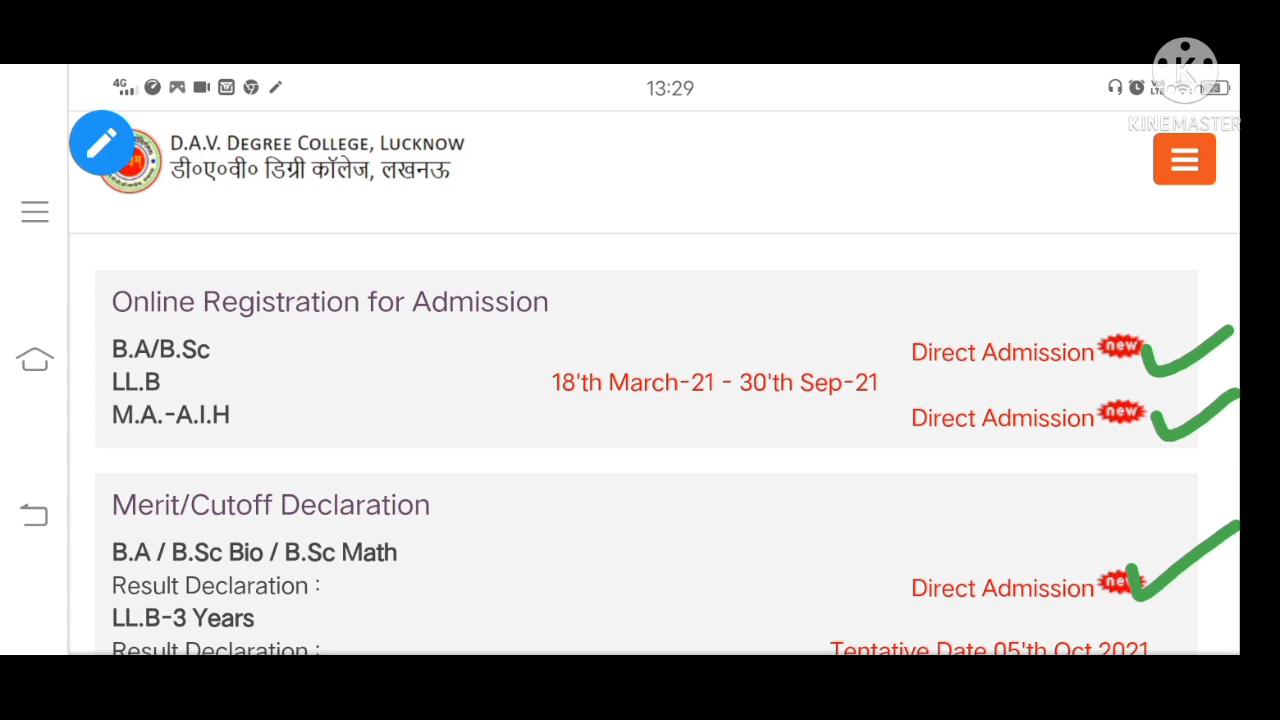 4G
13:29
KINEMASTER
D.A.V. DEGREE COLLEGE, LUCKNOW
डी०ए०वी० डिग्री कॉलेज, लखनऊ
Online Registration for Admission
B.A/B.Sc
Direct Admission new
LL.B
18'th March-21 - 30'th Sep-21
M.A.-A.I.H
Direct Admission new
Merit/Cutoff Declaration
B.A / B.Sc Bio / B.Sc Math
Result Declaration :
Direct Admission new
LL.B-3 Years
Result Declaration :
Tentative Date 05'th Oct 2021